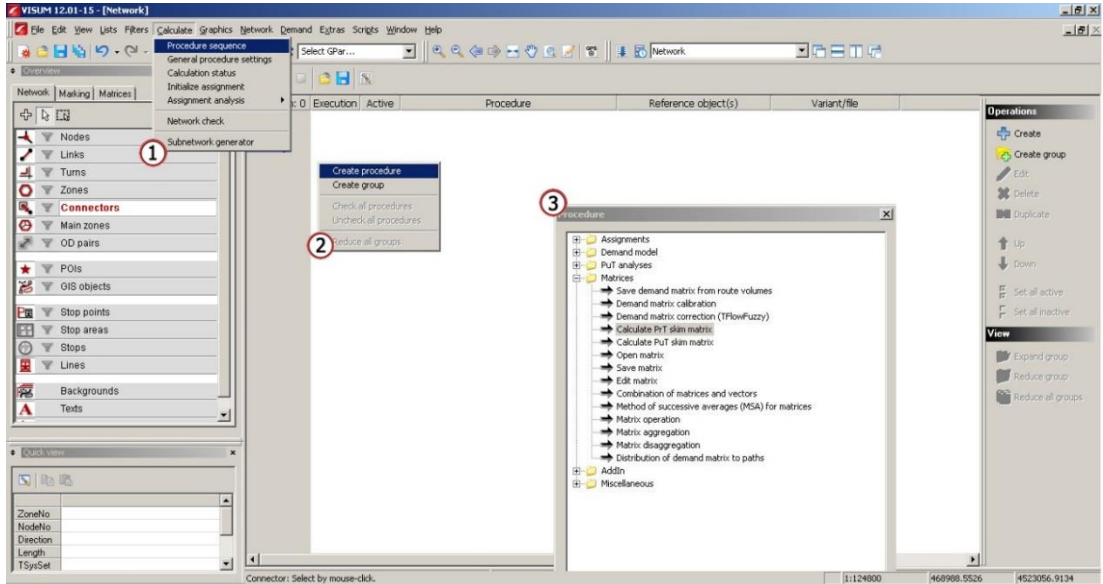 VISUM 12.01-15 - [Network]
File Edit View Lists Filters Calculate Graphics Network Demand Extras Scripts Window Help
Procedure sequence
General procedure settings
Calculation status
Initialize assignment
Assignment analysis
Network check
Subnetwork generator
Select GPar...
Network
Overview
Network Marking Matrices
Nodes
Links
Turns
Zones
Connectors
Main zones
OD pairs
POIs
GIS objects
Stop points
Stop areas
Stops
Lines
Backgrounds
Texts
1
: 0 Execution Active Procedure Reference object(s) Variant/file
Create procedure
Create group
Check all procedures
Uncheck all procedures
Reduce all groups
2
3
Procedure
Assignments
Demand model
PuT analyses
Matrices
Save demand matrix from route volumes
Demand matrix calibration
Demand matrix correction (TFlowFuzzy)
Calculate PrT skim matrix
Calculate PuT skim matrix
Open matrix
Save matrix
Edit matrix
Combination of matrices and vectors
Method of successive averages (MSA) for matrices
Matrix operation
Matrix aggregation
Matrix disaggregation
Distribution of demand matrix to paths
AddIn
Miscellaneous
Operations
Create
Create group
Edit
Delete
Duplicate
Up
Down
Set all active
Set all inactive
View
Expand group
Reduce group
Reduce all groups
Quick view
ZoneNo
NodeNo
Direction
Length
TSysSet
Connector: Select by mouse-click.
1:124800
468988.5526
4523056.9134